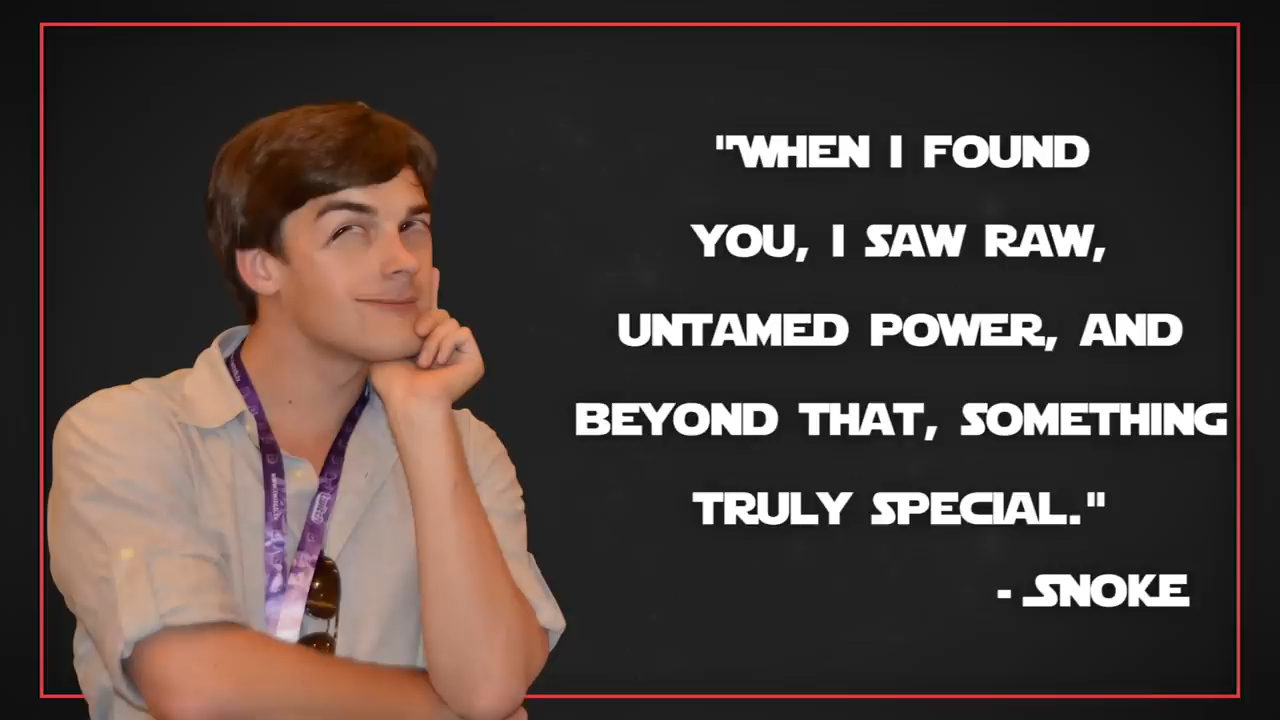 "WHEN I FOUND
YOU, I SAW RAW,
UNTAMED POWER, AND
BEYOND THAT, SOMETHING
TRULY SPECIAL."
- SNOKE